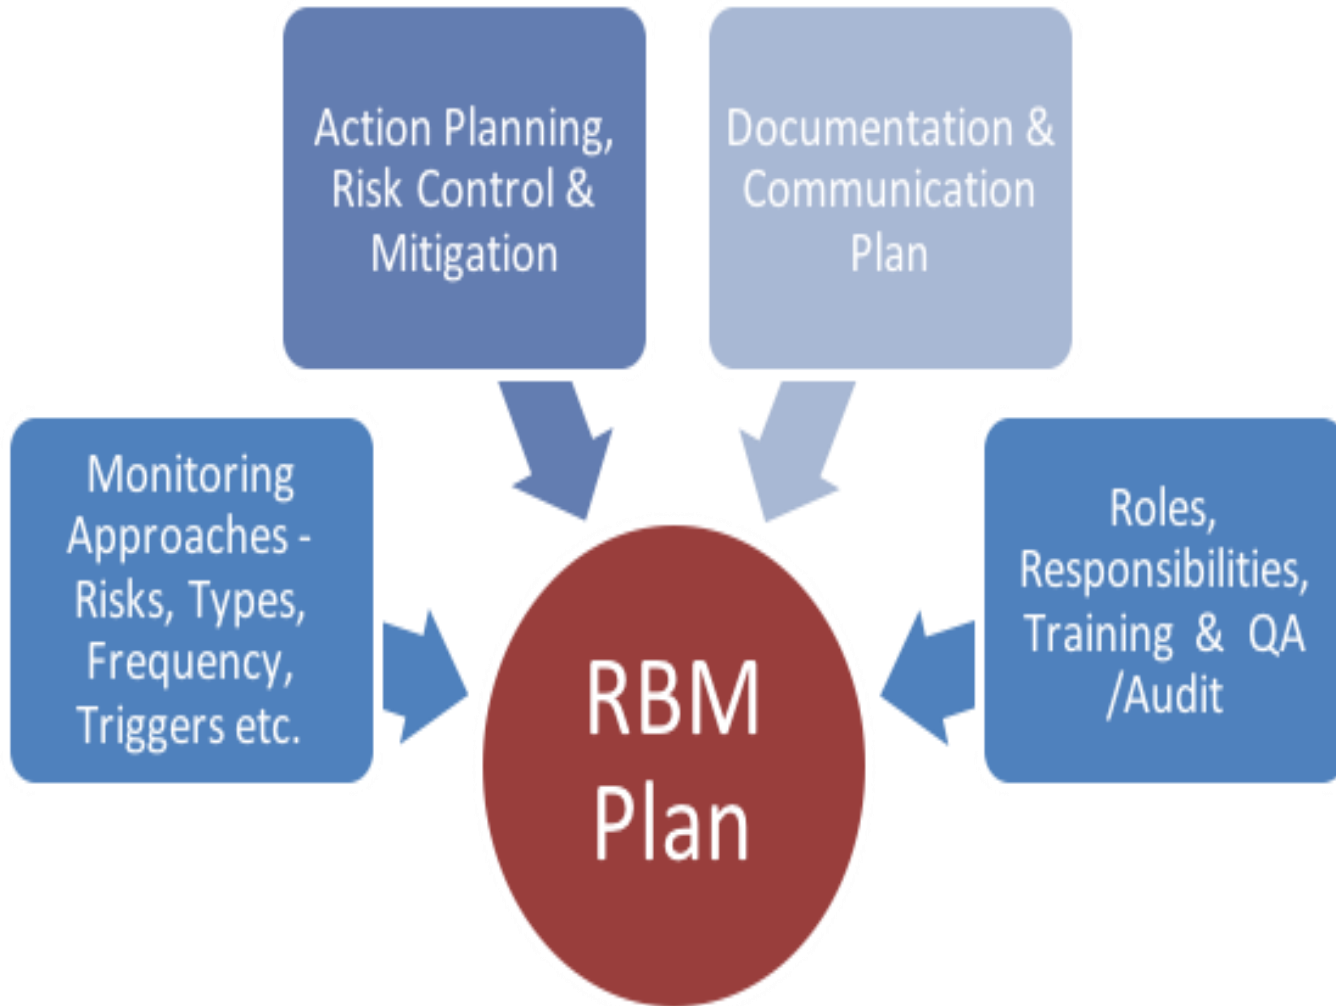 Action Planning,
Risk Control &
Mitigation
Documentation &
Communication
Plan
Monitoring
Approaches -
Risks, Types,
Frequency,
Triggers etc.
Roles,
Responsibilities,
Training & QA
/Audit
RBM
Plan